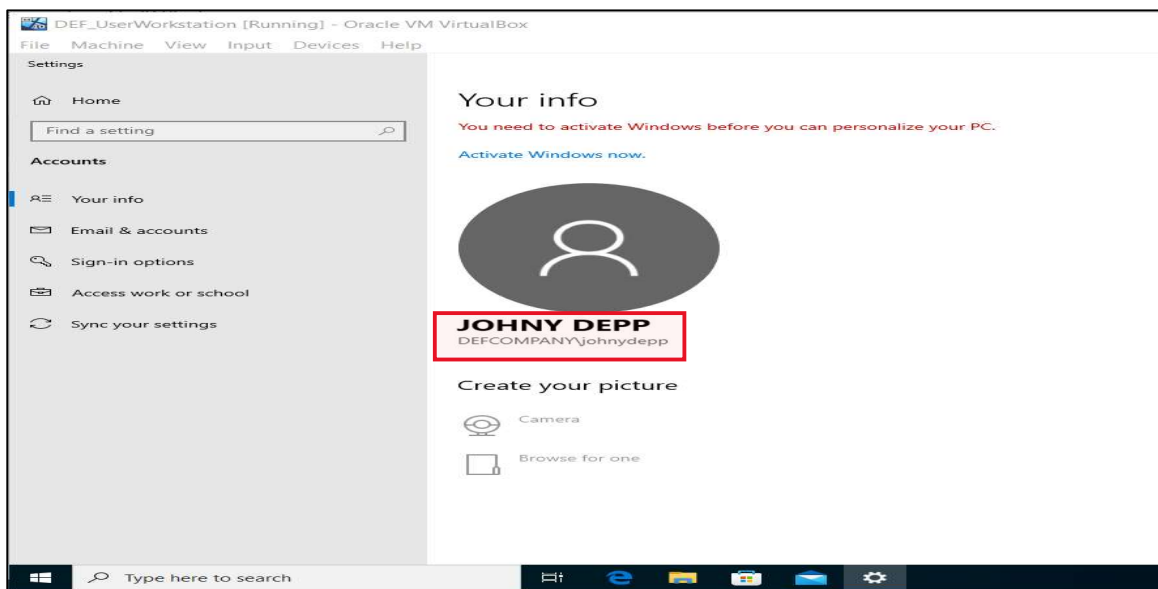 DEF_UserWorkstation [Running] - Oracle VM VirtualBox
File Machine View Input Devices Help
Settings
Home
Find a setting
Accounts
Your info
Email & accounts
Sign-in options
Access work or school
Sync your settings
Your info
You need to activate Windows before you can personalize your PC.
Activate Windows now.
JOHNY DEPP
DEFCOMPANY\johnydepp
Create your picture
Camera
Browse for one
Type here to search